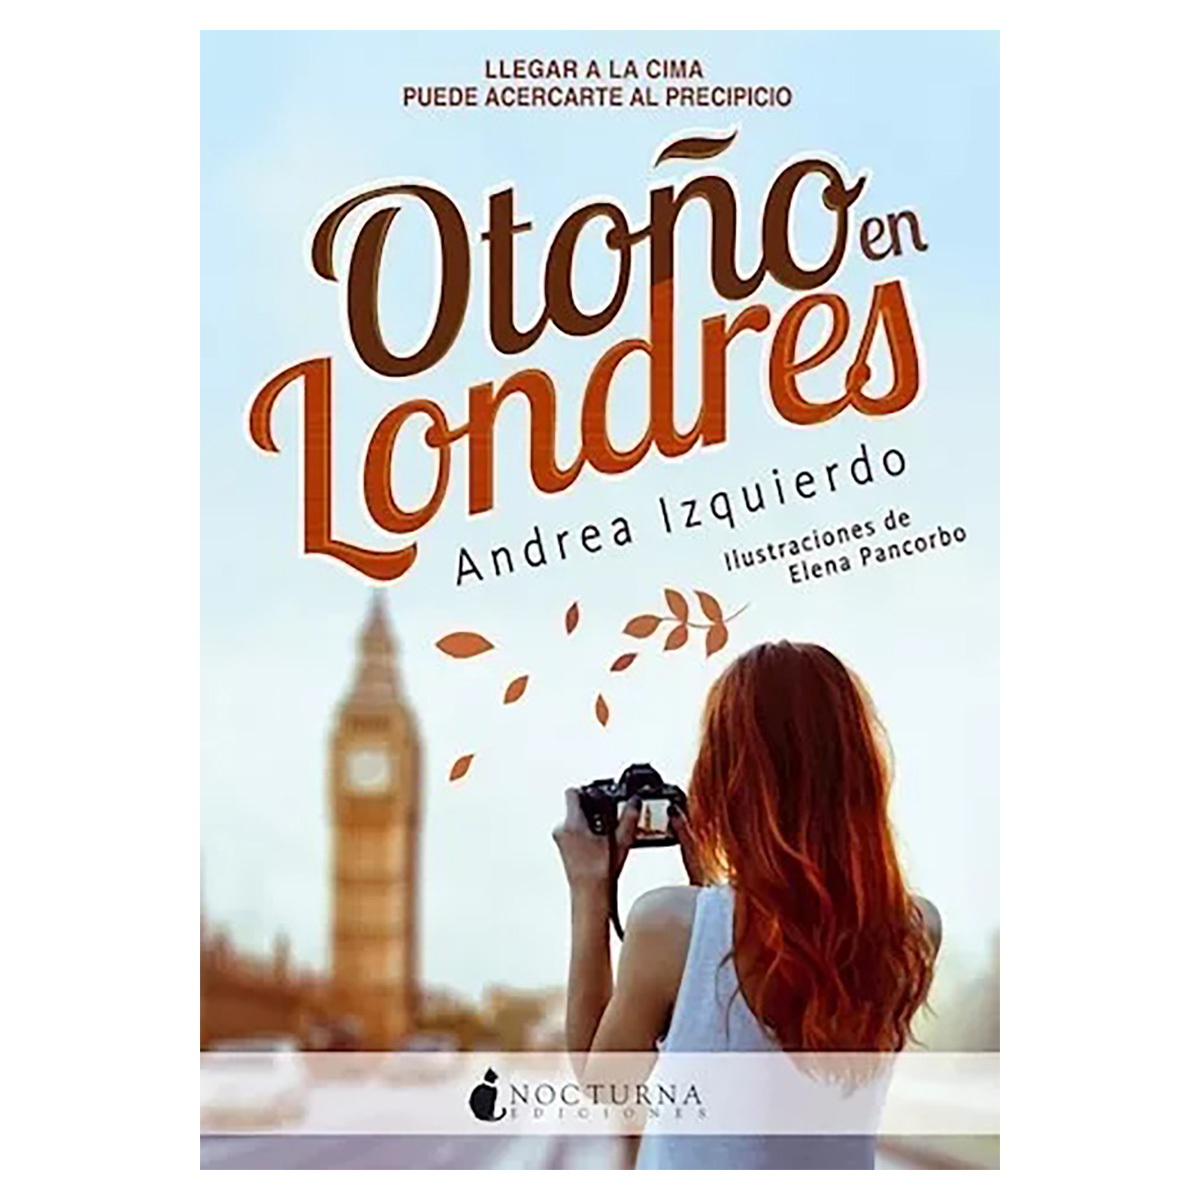 LLEGAR A LA CIMA
PUEDE ACERCARTE AL PRECIPICIO
Otoño en
Londres
Andrea Izquierdo
Ilustraciones de
Elena Pancorbo
NOCTURNA
EDICIONES